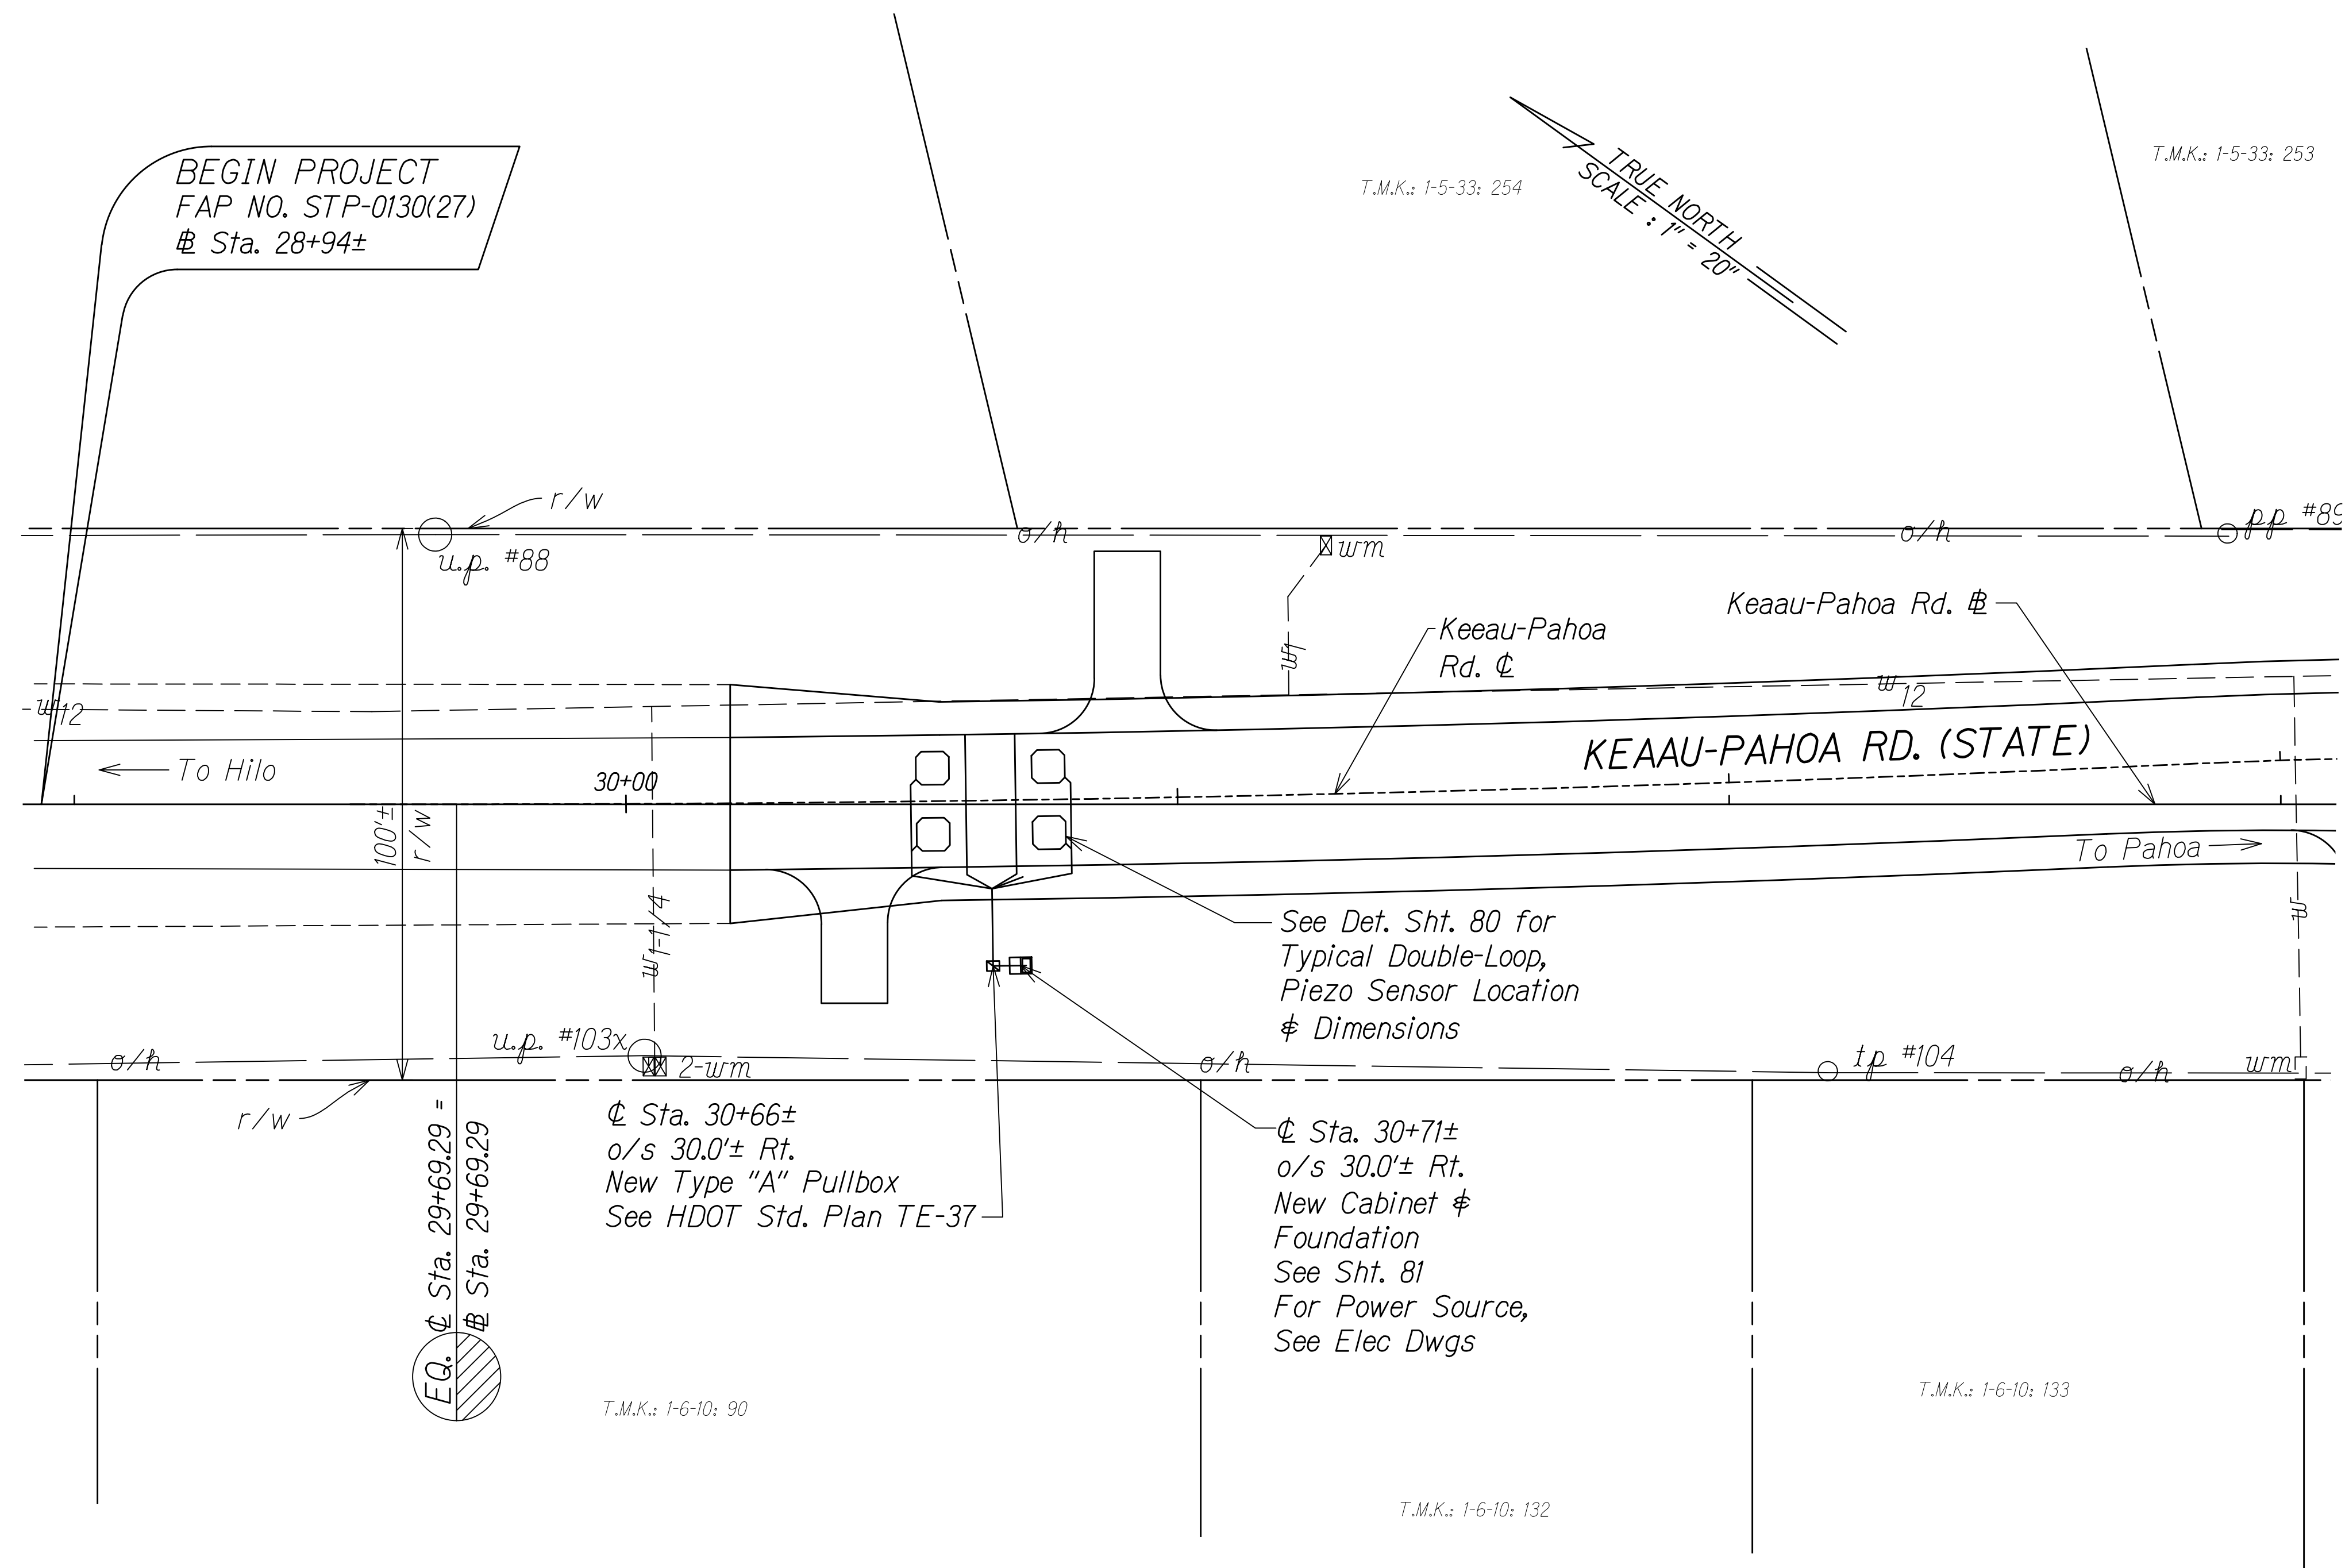 BEGIN PROJECT
FAP NO. STP-0130(27)
BL Sta. 28+94±
T.M.K.: 1-5-33: 254
TRUE NORTH
SCALE : 1" = 20"
T.M.K.: 1-5-33: 253
r/w
u.p. #88
o/h
wm
o/h
pp #89
Keeau-Pahoa
Rd. ℄
Keaau-Pahoa Rd. BL
w1
w12
w12
KEAAU-PAHOA RD. (STATE)
To Hilo
30+00
100'±
r/w
To Pahoa
w1-1/4
w
See Det. Sht. 80 for
Typical Double-Loop,
Piezo Sensor Location
& Dimensions
o/h
u.p. #103x
2-wm
o/h
tp #104
o/h
wm
r/w
℄ Sta. 29+69.29 =
BL Sta. 29+69.29
EQ.
℄ Sta. 30+66±
o/s 30.0'± Rt.
New Type "A" Pullbox
See HDOT Std. Plan TE-37
℄ Sta. 30+71±
o/s 30.0'± Rt.
New Cabinet &
Foundation
See Sht. 81
For Power Source,
See Elec Dwgs
T.M.K.: 1-6-10: 90
T.M.K.: 1-6-10: 133
T.M.K.: 1-6-10: 132